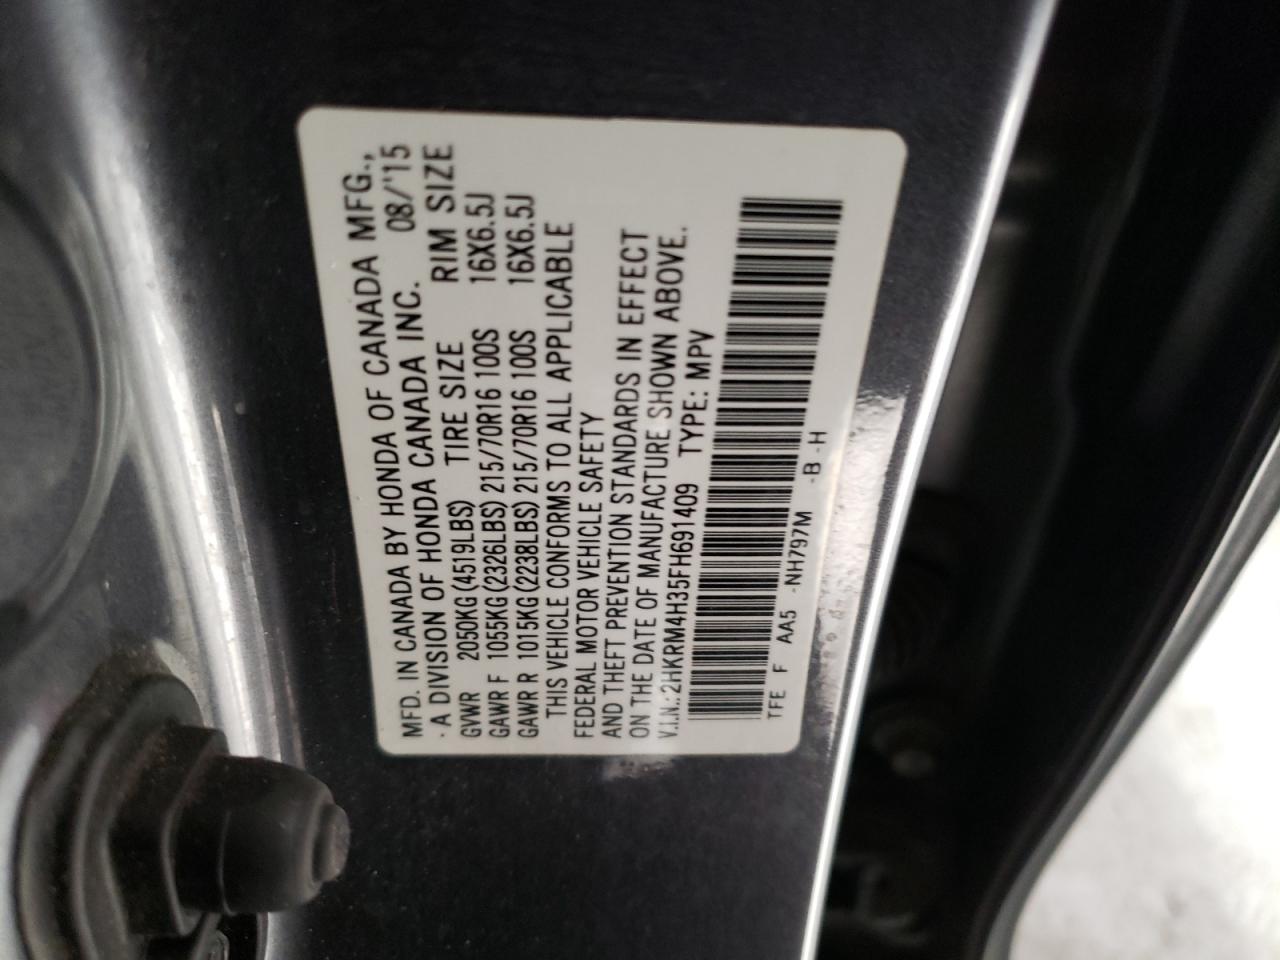 MFD. IN CANADA BY HONDA OF CANADA MFG.,
- A DIVISION OF HONDA CANADA INC. 08/'15
GVWR 2050KG(4519LBS) TIRE SIZE RIM SIZE
GAWR F 1055KG(2326LBS)215/70R16 100S 16X6.5J
GAWR R 1015KG(2238LBS)215/70R16 100S 16X6.5J
THIS VEHICLE CONFORMS TO ALL APPLICABLE
FEDERAL MOTOR VEHICLE SAFETY
AND THEFT PREVENTION STANDARDS IN EFFECT
ON THE DATE OF MANUFACTURE SHOWN ABOVE.
V.I.N.:2HKRM4H35FH691409 TYPE: MPV
TFE F AA5 -NH797M -B -H